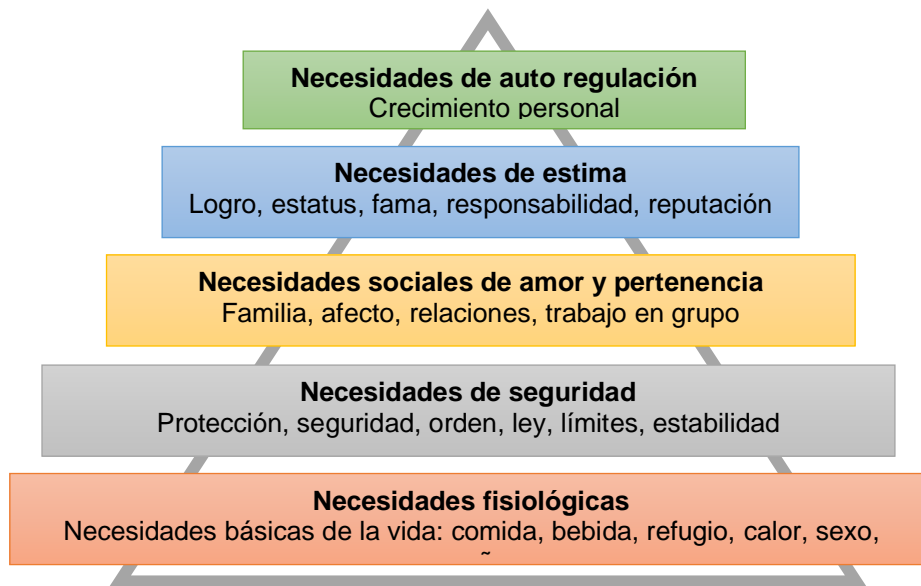 Necesidades de auto regulación
Crecimiento personal
Necesidades de estima
Logro, estatus, fama, responsabilidad, reputación
Necesidades sociales de amor y pertenencia
Familia, afecto, relaciones, trabajo en grupo
Necesidades de seguridad
Protección, seguridad, orden, ley, límites, estabilidad
Necesidades fisiológicas
Necesidades básicas de la vida: comida, bebida, refugio, calor, sexo,